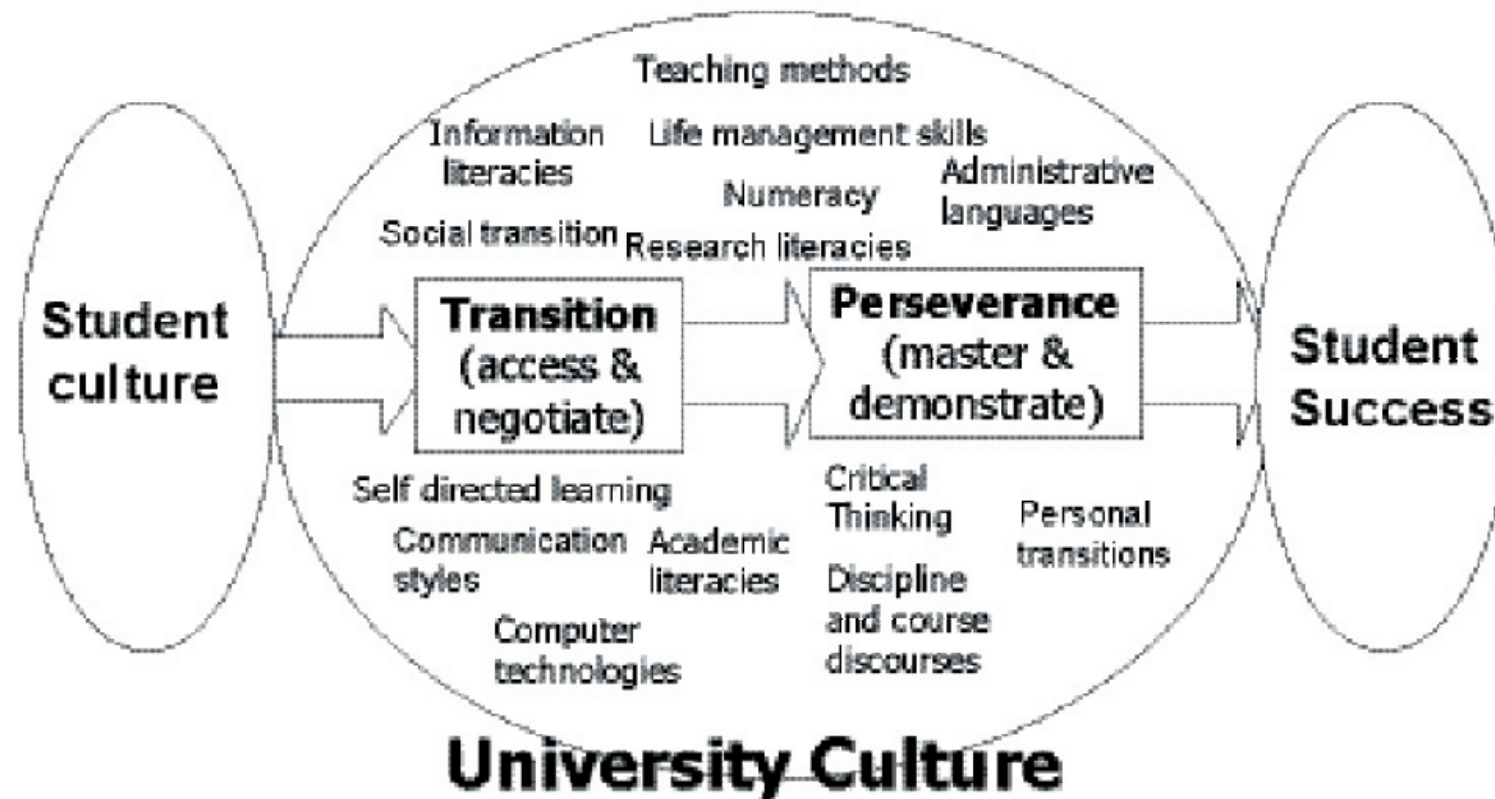 Teaching methods
Information
literacies
Life management skills
Administrative
languages
Numeracy
Social transition
Research literacies
Student
culture
Transition
(access &
negotiate)
Perseverance
(master &
demonstrate)
Student
Success
Self directed learning
Communication
styles
Academic
literacies
Critical
Thinking
Personal
transitions
Discipline
and course
discourses
Computer
technologies
University Culture